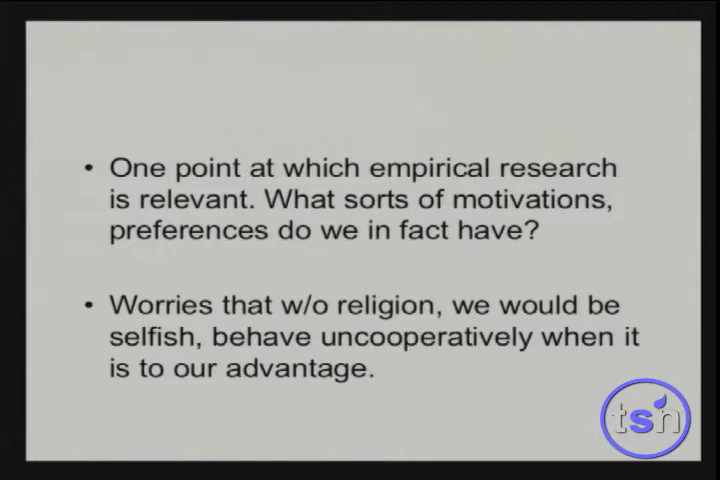 • One point at which empirical research
is relevant. What sorts of motivations,
preferences do we in fact have?
• Worries that w/o religion, we would be
selfish, behave uncooperatively when it
is to our advantage.
tsn